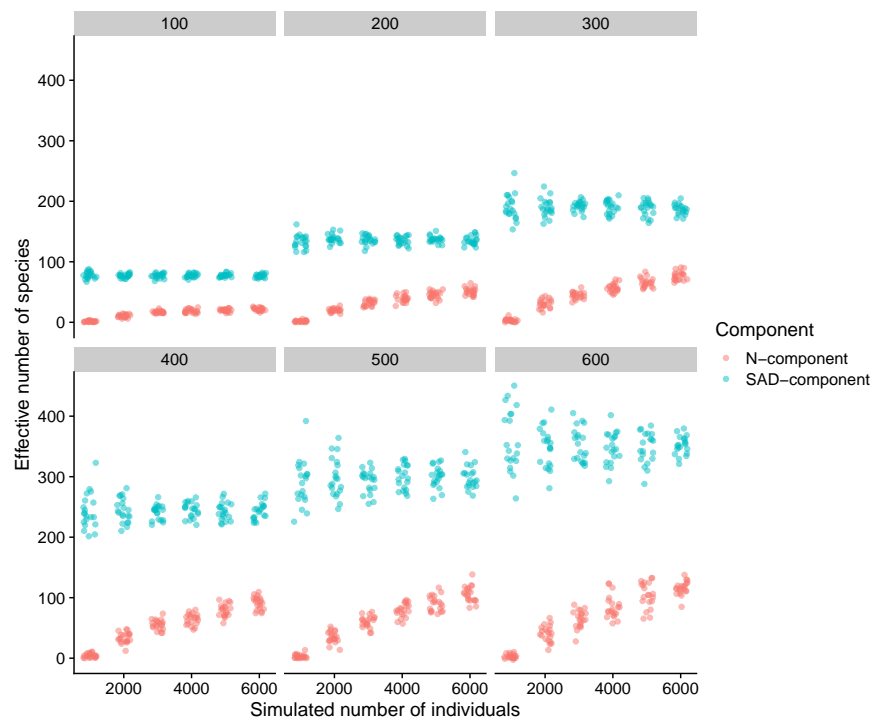 100 200 300
400
300
200
100
0
400 500 600
400
300
200
100
0
2000 4000 6000 2000 4000 6000 2000 4000 6000
Simulated number of individuals
Effective number of species
Component
N−component
SAD−component